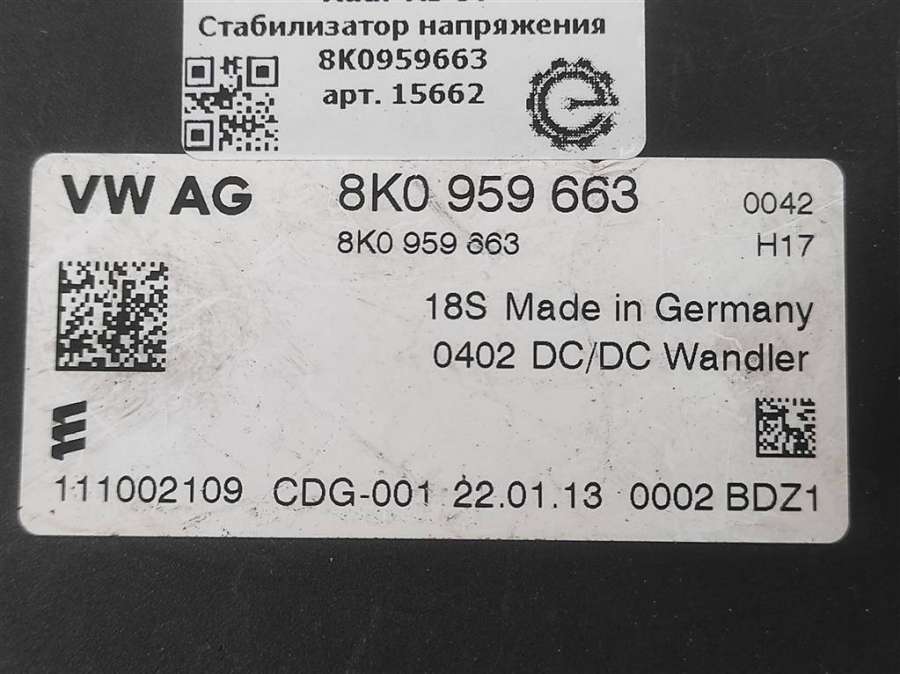 Стабилизатор напряжения
8K0959663
арт. 15662
VW AG
8K0 959 663
0042
8K0 959 663
H17
18S Made in Germany
0402 DC/DC Wandler
111002109 CDG-001 22.01.13 0002 BDZ1